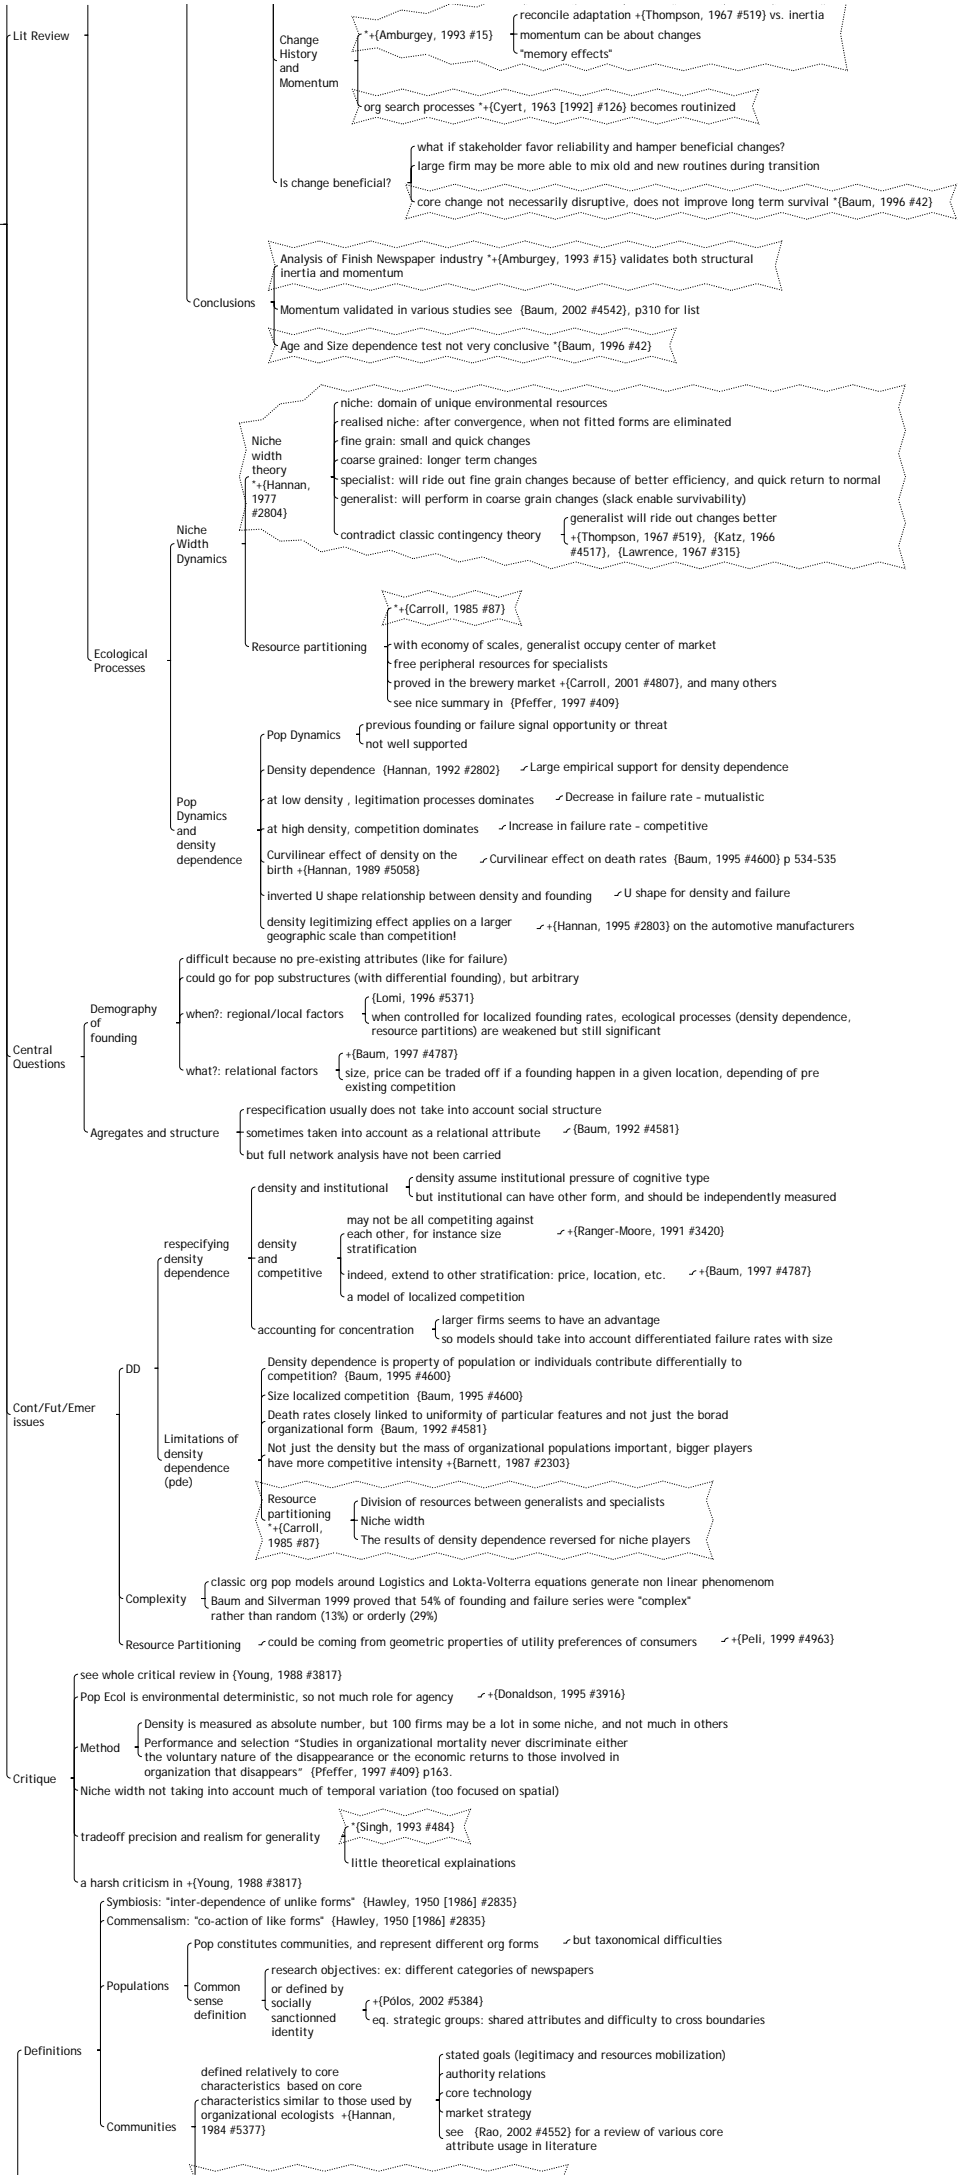 Lit Review
Change
History
and
Momentum
*+{Amburgey, 1993 #15}
reconcile adaptation +{Thompson, 1967 #519} vs. inertia
momentum can be about changes
"memory effects"
org search processes *+{Cyert, 1963 [1992] #126} becomes routinized
Is change beneficial?
what if stakeholder favor reliability and hamper beneficial changes?
large firm may be more able to mix old and new routines during transition
core change not necessarily disruptive, does not improve long term survival *{Baum, 1996 #42}
Conclusions
Analysis of Finish Newspaper industry *+{Amburgey, 1993 #15} validates both structural
inertia and momentum
Momentum validated in various studies see {Baum, 2002 #4542}, p310 for list
Age and Size dependence test not very conclusive *{Baum, 1996 #42}
Ecological
Processes
Niche
Width
Dynamics
Niche
width
theory
*+{Hannan,
1977
#2804}
niche: domain of unique environmental resources
realised niche: after convergence, when not fitted forms are eliminated
fine grain: small and quick changes
coarse grained: longer term changes
specialist: will ride out fine grain changes because of better efficiency, and quick return to normal
generalist: will perform in coarse grain changes (slack enable survivability)
contradict classic contingency theory
generalist will ride out changes better
+{Thompson, 1967 #519}, {Katz, 1966
#4517}, {Lawrence, 1967 #315}
Resource partitioning
*+{Carroll, 1985 #87}
with economy of scales, generalist occupy center of market
free peripheral resources for specialists
proved in the brewery market +{Carroll, 2001 #4807}, and many others
see nice summary in {Pfeffer, 1997 #409}
Pop
Dynamics
and
density
dependence
Pop Dynamics
previous founding or failure signal opportunity or threat
not well supported
Density dependence {Hannan, 1992 #2802}
Large empirical support for density dependence
at low density , legitimation processes dominates
Decrease in failure rate - mutualistic
at high density, competition dominates
Increase in failure rate - competitive
Curvilinear effect of density on the
birth +{Hannan, 1989 #5058}
Curvilinear effect on death rates {Baum, 1995 #4600} p 534-535
inverted U shape relationship between density and founding
U shape for density and failure
density legitimizing effect applies on a larger
geographic scale than competition!
+{Hannan, 1995 #2803} on the automotive manufacturers
Central
Questions
Demography
of
founding
difficult because no pre-existing attributes (like for failure)
could go for pop substructures (with differential founding), but arbitrary
when?: regional/local factors
{Lomi, 1996 #5371}
when controlled for localized founding rates, ecological processes (density dependence,
resource partitions) are weakened but still significant
what?: relational factors
+{Baum, 1997 #4787}
size, price can be traded off if a founding happen in a given location, depending of pre
existing competition
Agregates and structure
respecification usually does not take into account social structure
sometimes taken into account as a relational attribute
{Baum, 1992 #4581}
but full network analysis have not been carried
Cont/Fut/Emer
issues
DD
respecifying
density
dependence
density and institutional
density assume institutional pressure of cognitive type
but institutional can have other form, and should be independently measured
density
and
competitive
may not be all competiting against
each other, for instance size
stratification
+{Ranger-Moore, 1991 #3420}
indeed, extend to other stratification: price, location, etc.
+{Baum, 1997 #4787}
a model of localized competition
accounting for concentration
larger firms seems to have an advantage
so models should take into account differentiated failure rates with size
Limitations of
density
dependence
(pde)
Density dependence is property of population or individuals contribute differentially to
competition? {Baum, 1995 #4600}
Size localized competition {Baum, 1995 #4600}
Death rates closely linked to uniformity of particular features and not just the borad
organizational form {Baum, 1992 #4581}
Not just the density but the mass of organizational populations important, bigger players
have more competitive intensity +{Barnett, 1987 #2303}
Resource
partitioning
*+{Carroll,
1985 #87}
Division of resources between generalists and specialists
Niche width
The results of density dependence reversed for niche players
Complexity
classic org pop models around Logistics and Lokta-Volterra equations generate non linear phenomenom
Baum and Silverman 1999 proved that 54% of founding and failure series were "complex"
rather than random (13%) or orderly (29%)
Resource Partitioning
could be coming from geometric properties of utility preferences of consumers
+{Peli, 1999 #4963}
Critique
see whole critical review in {Young, 1988 #3817}
Pop Ecol is environmental deterministic, so not much role for agency
+{Donaldson, 1995 #3916}
Method
Density is measured as absolute number, but 100 firms may be a lot in some niche, and not much in others
Performance and selection "Studies in organizational mortality never discriminate either
the voluntary nature of the disappearance or the economic returns to those involved in
organization that disappears" {Pfeffer, 1997 #409} p163.
Niche width not taking into account much of temporal variation (too focused on spatial)
tradeoff precision and realism for generality
*{Singh, 1993 #484}
little theoretical explainations
a harsh criticism in +{Young, 1988 #3817}
Definitions
Symbiosis: "inter-dependence of unlike forms" {Hawley, 1950 [1986] #2835}
Commensalism: "co-action of like forms" {Hawley, 1950 [1986] #2835}
Populations
Pop constitutes communities, and represent different org forms
but taxonomical difficulties
Common
sense
definition
research objectives: ex: different categories of newspapers
or defined by
socially
sanctionned
identity
+{Pólos, 2002 #5384}
eq. strategic groups: shared attributes and difficulty to cross boundaries
Communities
defined relatively to core
characteristics based on core
characteristics similar to those used by
organizational ecologists +{Hannan,
1984 #5377}
stated goals (legitimacy and resources mobilization)
authority relations
core technology
market strategy
see {Rao, 2002 #4552} for a review of various core
attribute usage in literature